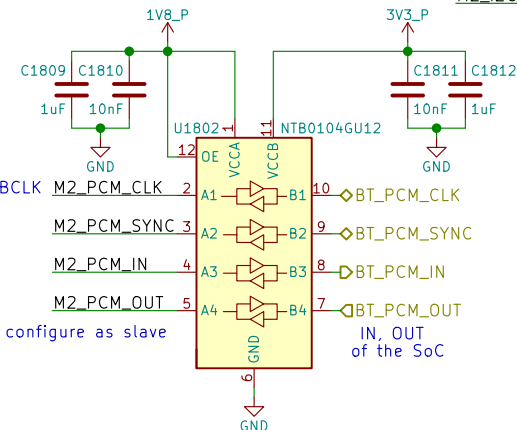 1V8_P
3V3_P
C1809
C1810
1uF
10nF
GND
C1811
C1812
10nF
1uF
GND
U1802
NTB0104GU12
1
11
VCCA
VCCB
12
OE
BCLK
M2_PCM_CLK
2
A1
B1
10
BT_PCM_CLK
M2_PCM_SYNC
3
A2
B2
9
BT_PCM_SYNC
M2_PCM_IN
4
A3
B3
8
BT_PCM_IN
M2_PCM_OUT
5
A4
B4
7
BT_PCM_OUT
configure as slave
IN, OUT
of the SoC
GND
6
GND